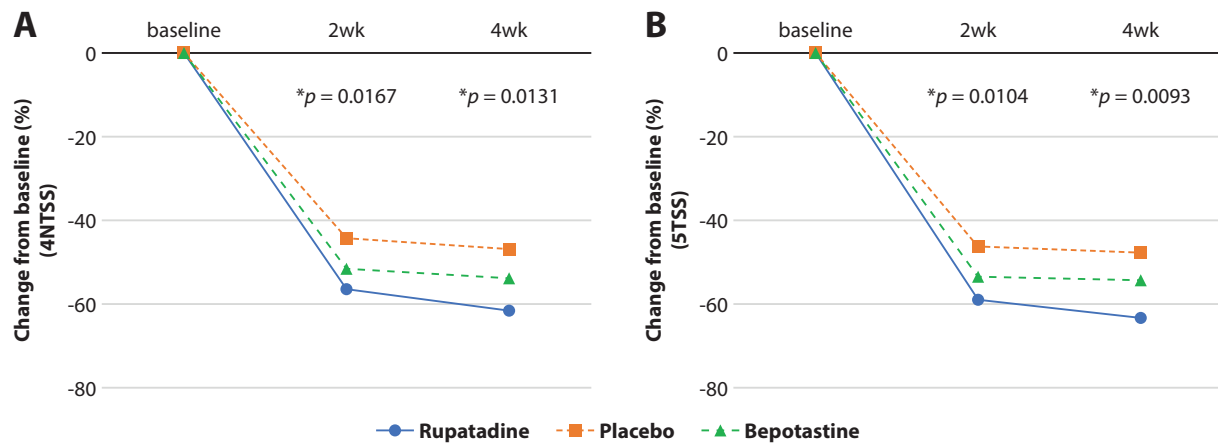 A
baseline 2wk 4wk
0
*p = 0.0167 *p = 0.0131
-20
-40
-60
-80
Change from baseline (%)
(4NTSS)
B
baseline 2wk 4wk
0
*p = 0.0104 *p = 0.0093
-20
-40
-60
-80
Change from baseline (%)
(5TSS)
Rupatadine Placebo Bepotastine